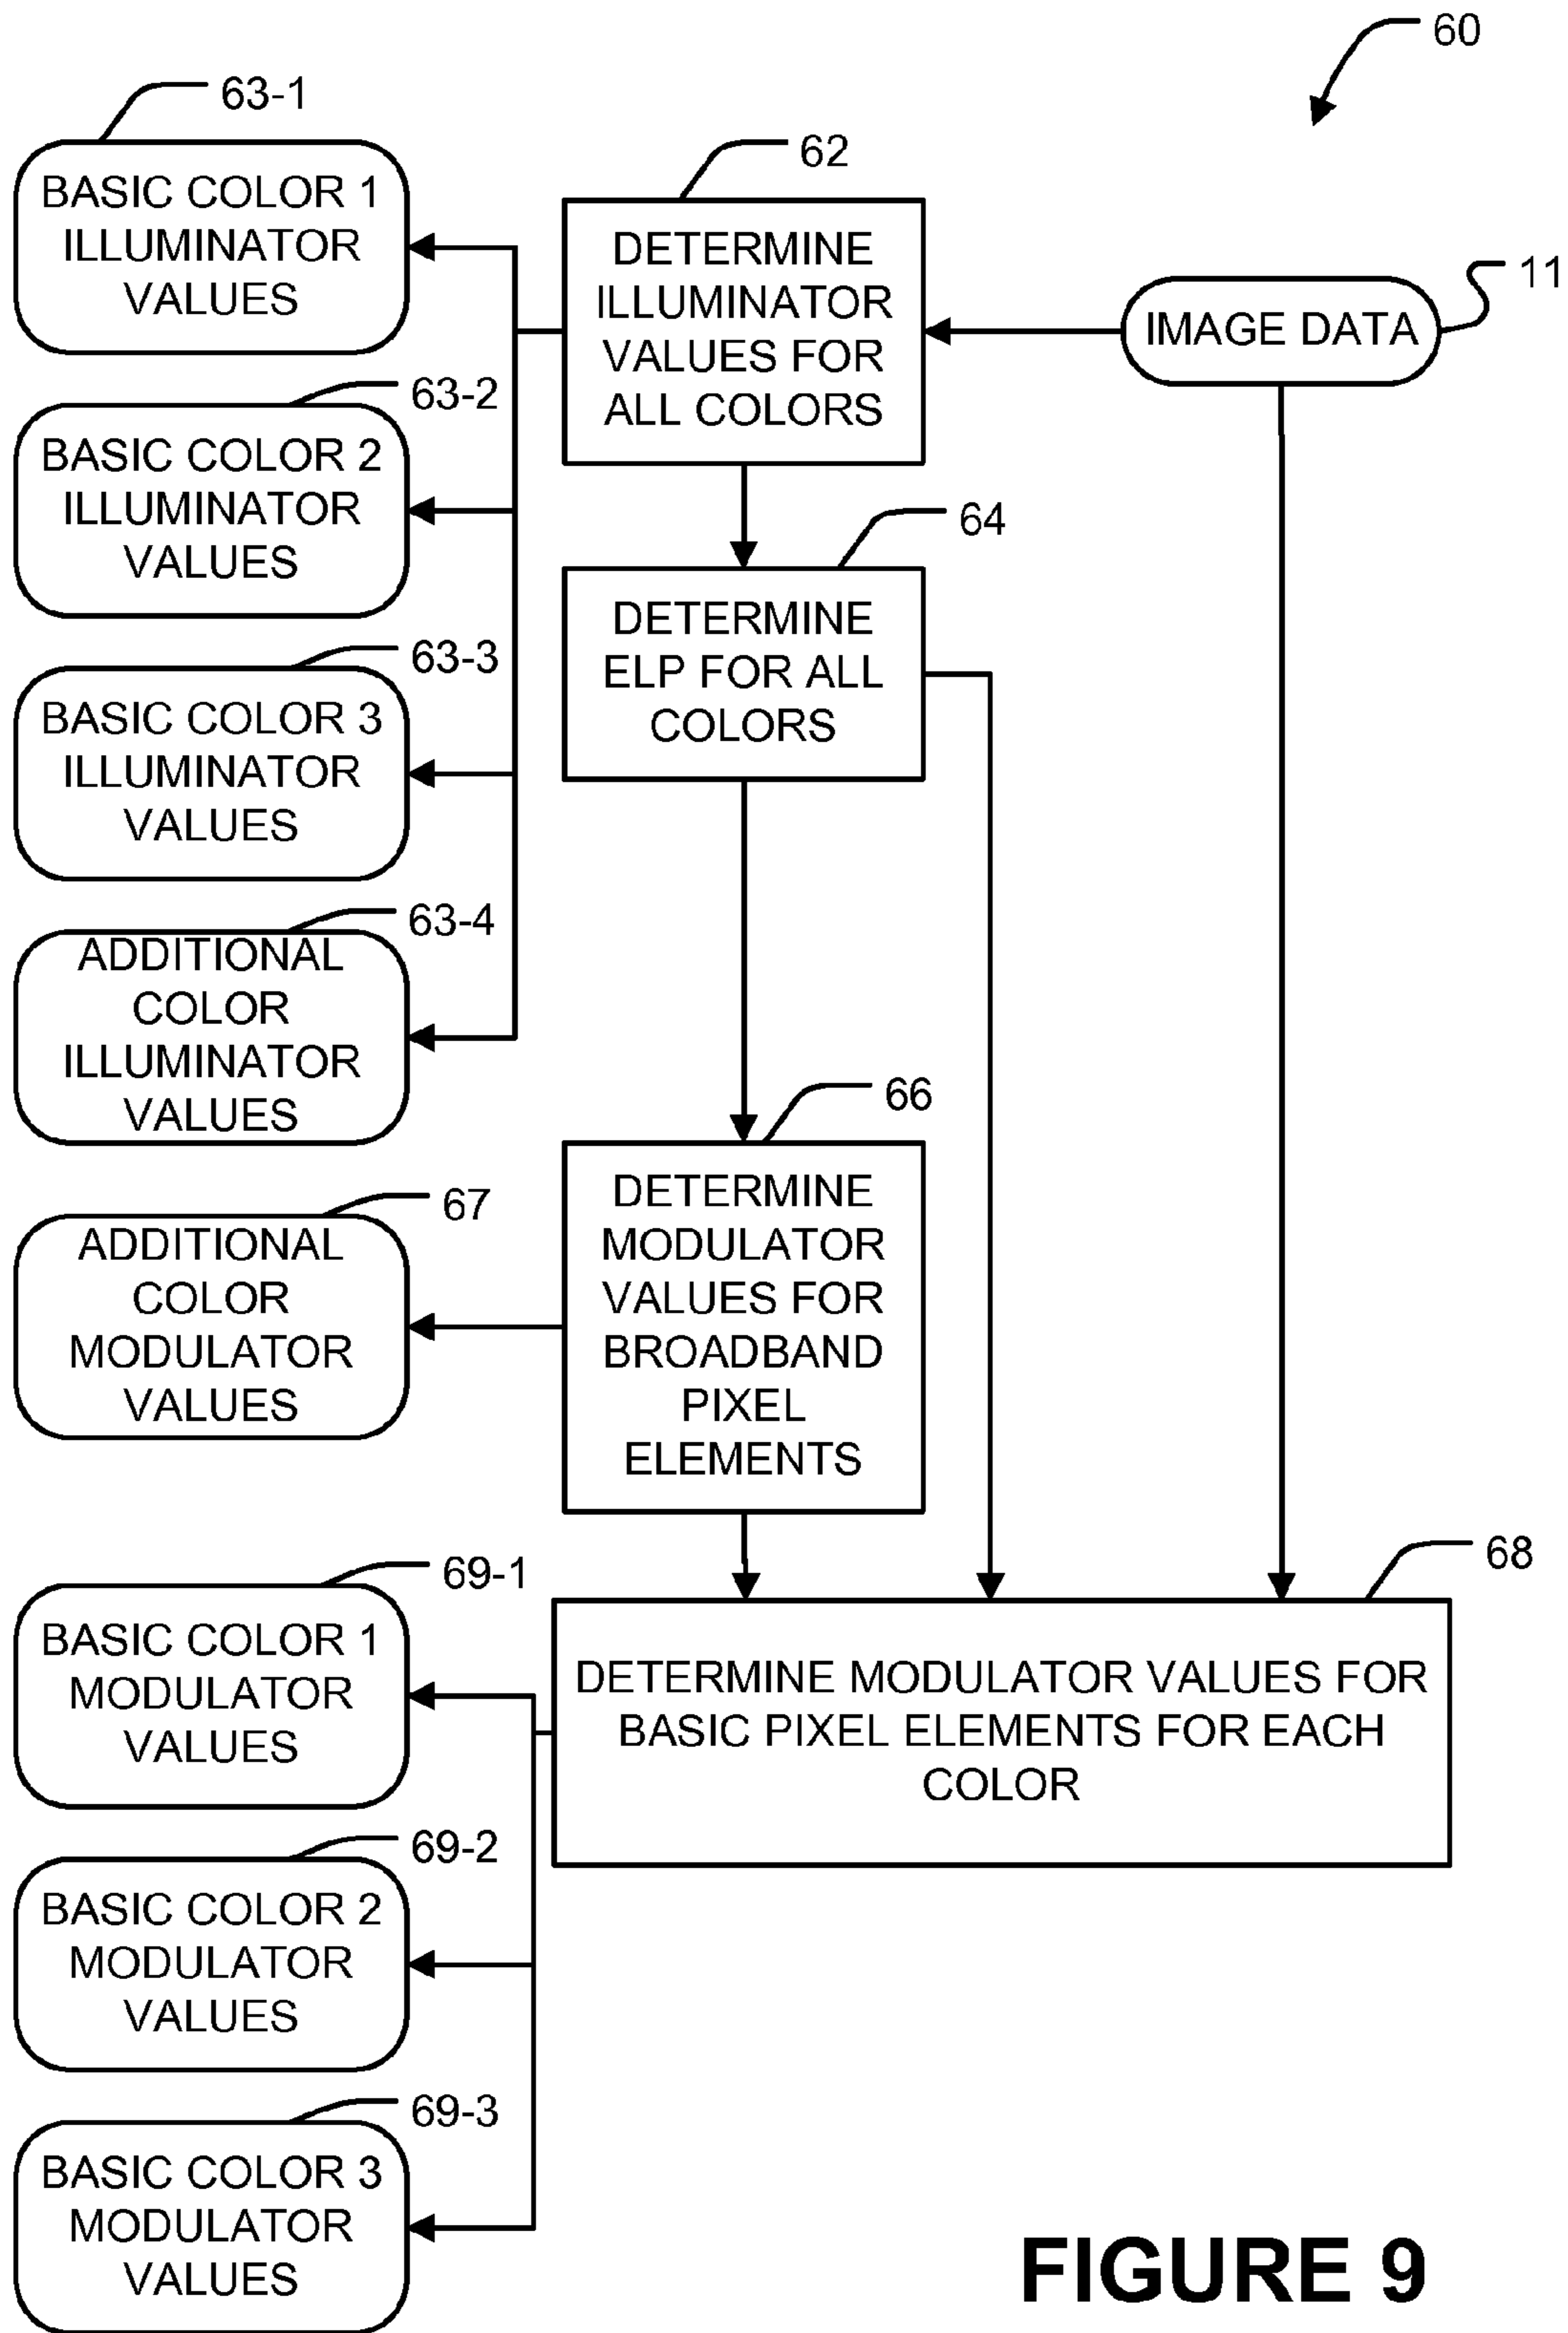 60
63-1
BASIC COLOR 1
ILLUMINATOR
VALUES
62
DETERMINE
ILLUMINATOR
VALUES FOR
ALL COLORS
11
IMAGE DATA
63-2
BASIC COLOR 2
ILLUMINATOR
VALUES
64
DETERMINE
ELP FOR ALL
COLORS
63-3
BASIC COLOR 3
ILLUMINATOR
VALUES
63-4
ADDITIONAL
COLOR
ILLUMINATOR
VALUES
66
DETERMINE
MODULATOR
VALUES FOR
BROADBAND
PIXEL
ELEMENTS
67
ADDITIONAL
COLOR
MODULATOR
VALUES
68
DETERMINE MODULATOR VALUES FOR
BASIC PIXEL ELEMENTS FOR EACH
COLOR
69-1
BASIC COLOR 1
MODULATOR
VALUES
69-2
BASIC COLOR 2
MODULATOR
VALUES
69-3
BASIC COLOR 3
MODULATOR
VALUES
FIGURE 9